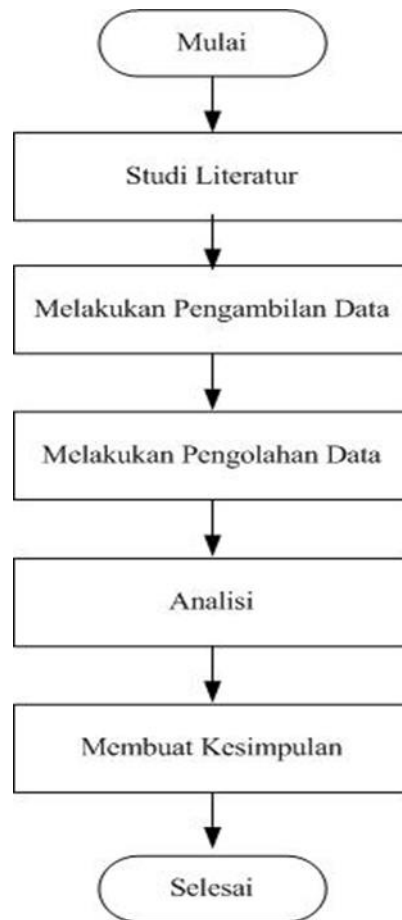 Mulai
Studi Literatur
Melakukan Pengambilan Data
Melakukan Pengolahan Data
Analisi
Membuat Kesimpulan
Selesai